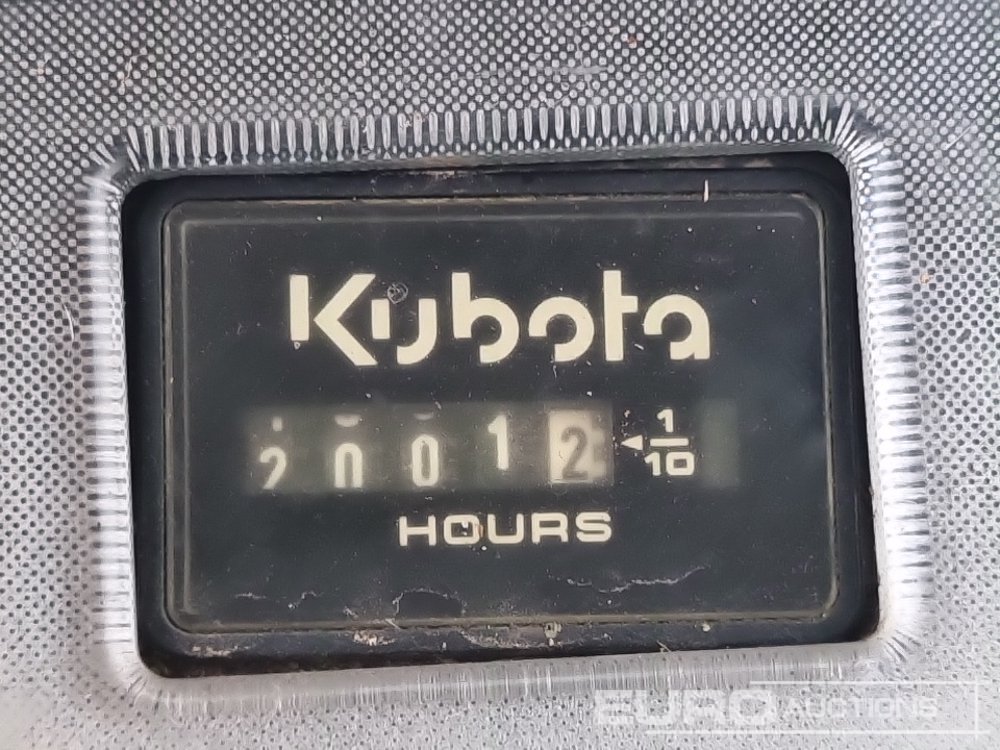 Kubota
20012 ◄ 1/10
HOURS
EURO AUCTIONS